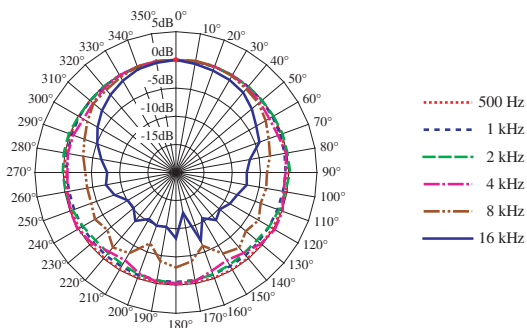 350° 0°
340° 5dB 10°
330° 20°
320° 0dB 30°
310° 40°
300° -5dB 50°
290° -10dB 60°
280° -15dB 70°
270° 80°
260° 90°
250° 100°
240° 110°
230° 120°
220° 130°
210° 140°
200° 150°
190° 160°
180° 170°
500 Hz
1 kHz
2 kHz
4 kHz
8 kHz
16 kHz